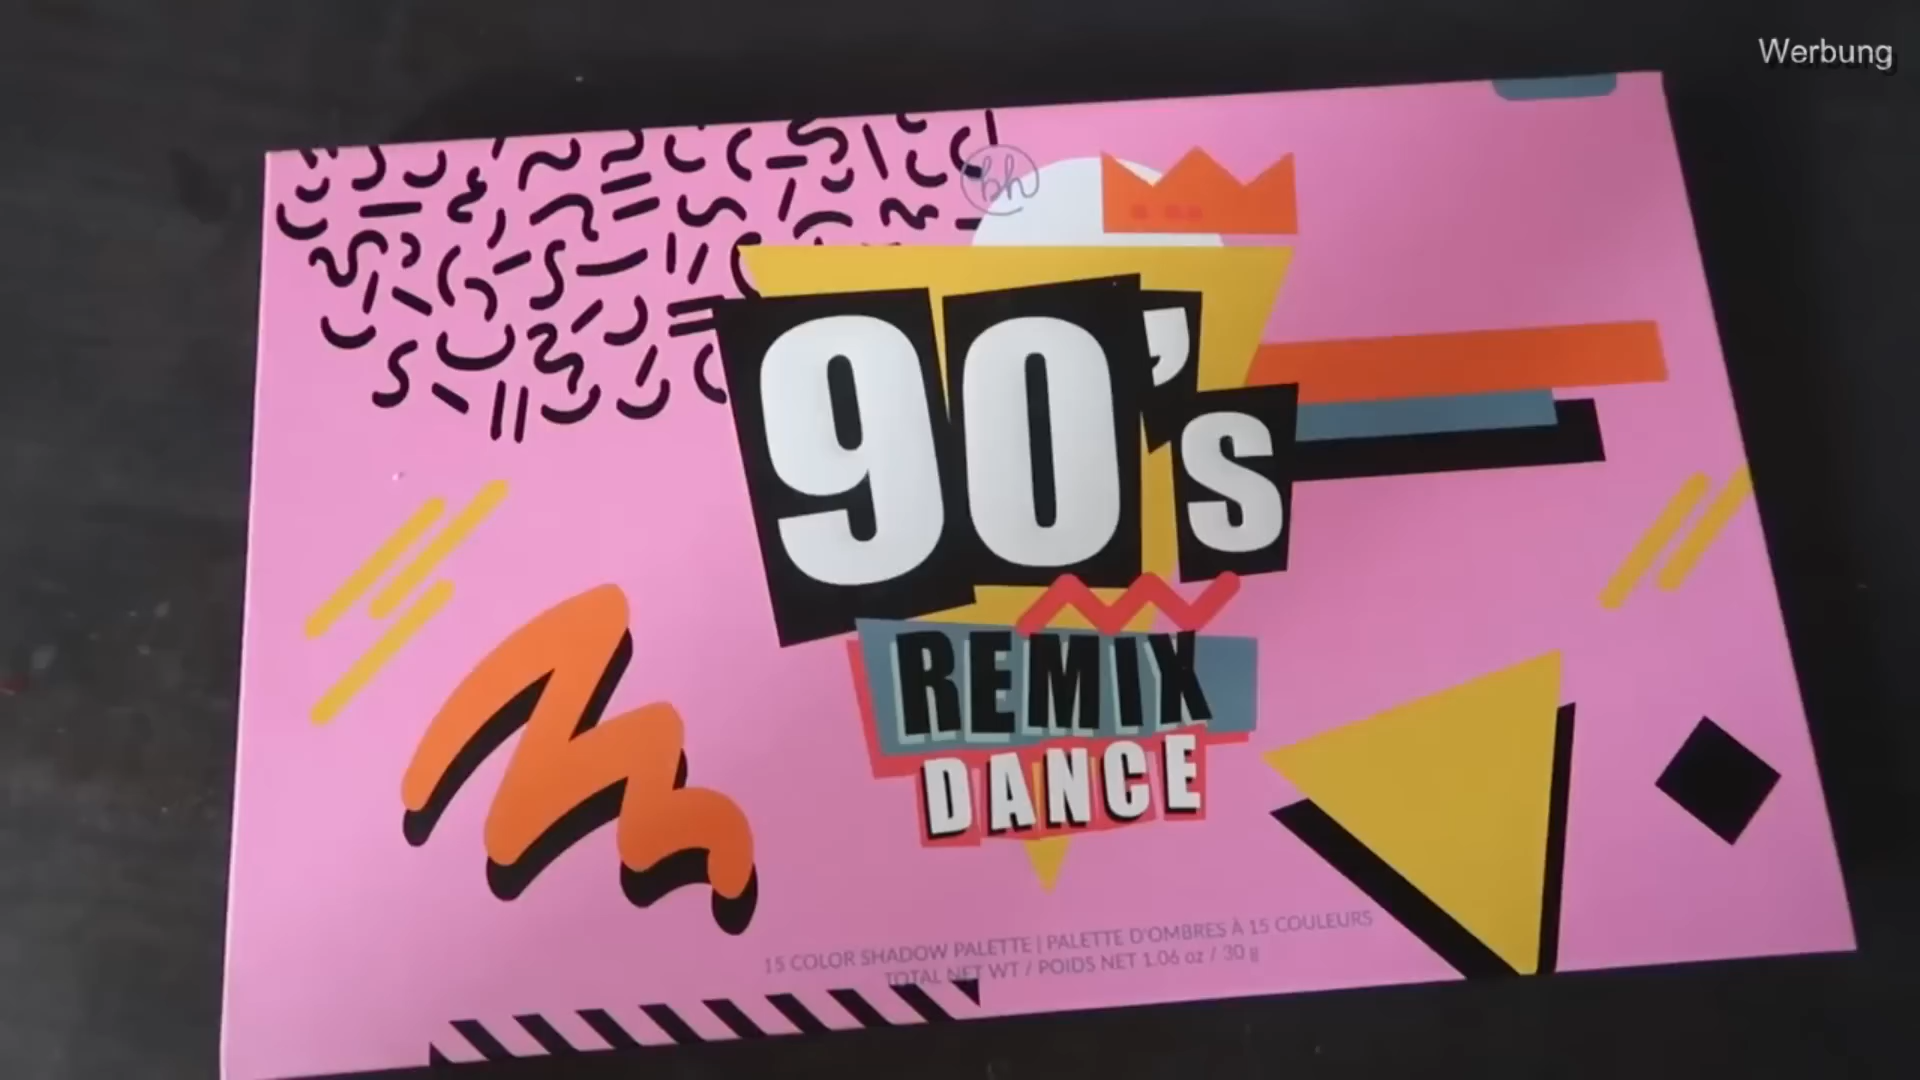 Werbung
bh
90's
REMIX
DANCE
15 COLOR SHADOW PALETTE | PALETTE D'OMBRES À 15 COULEURS
TOTAL NET WT / POIDS NET 1.06 oz / 30 g